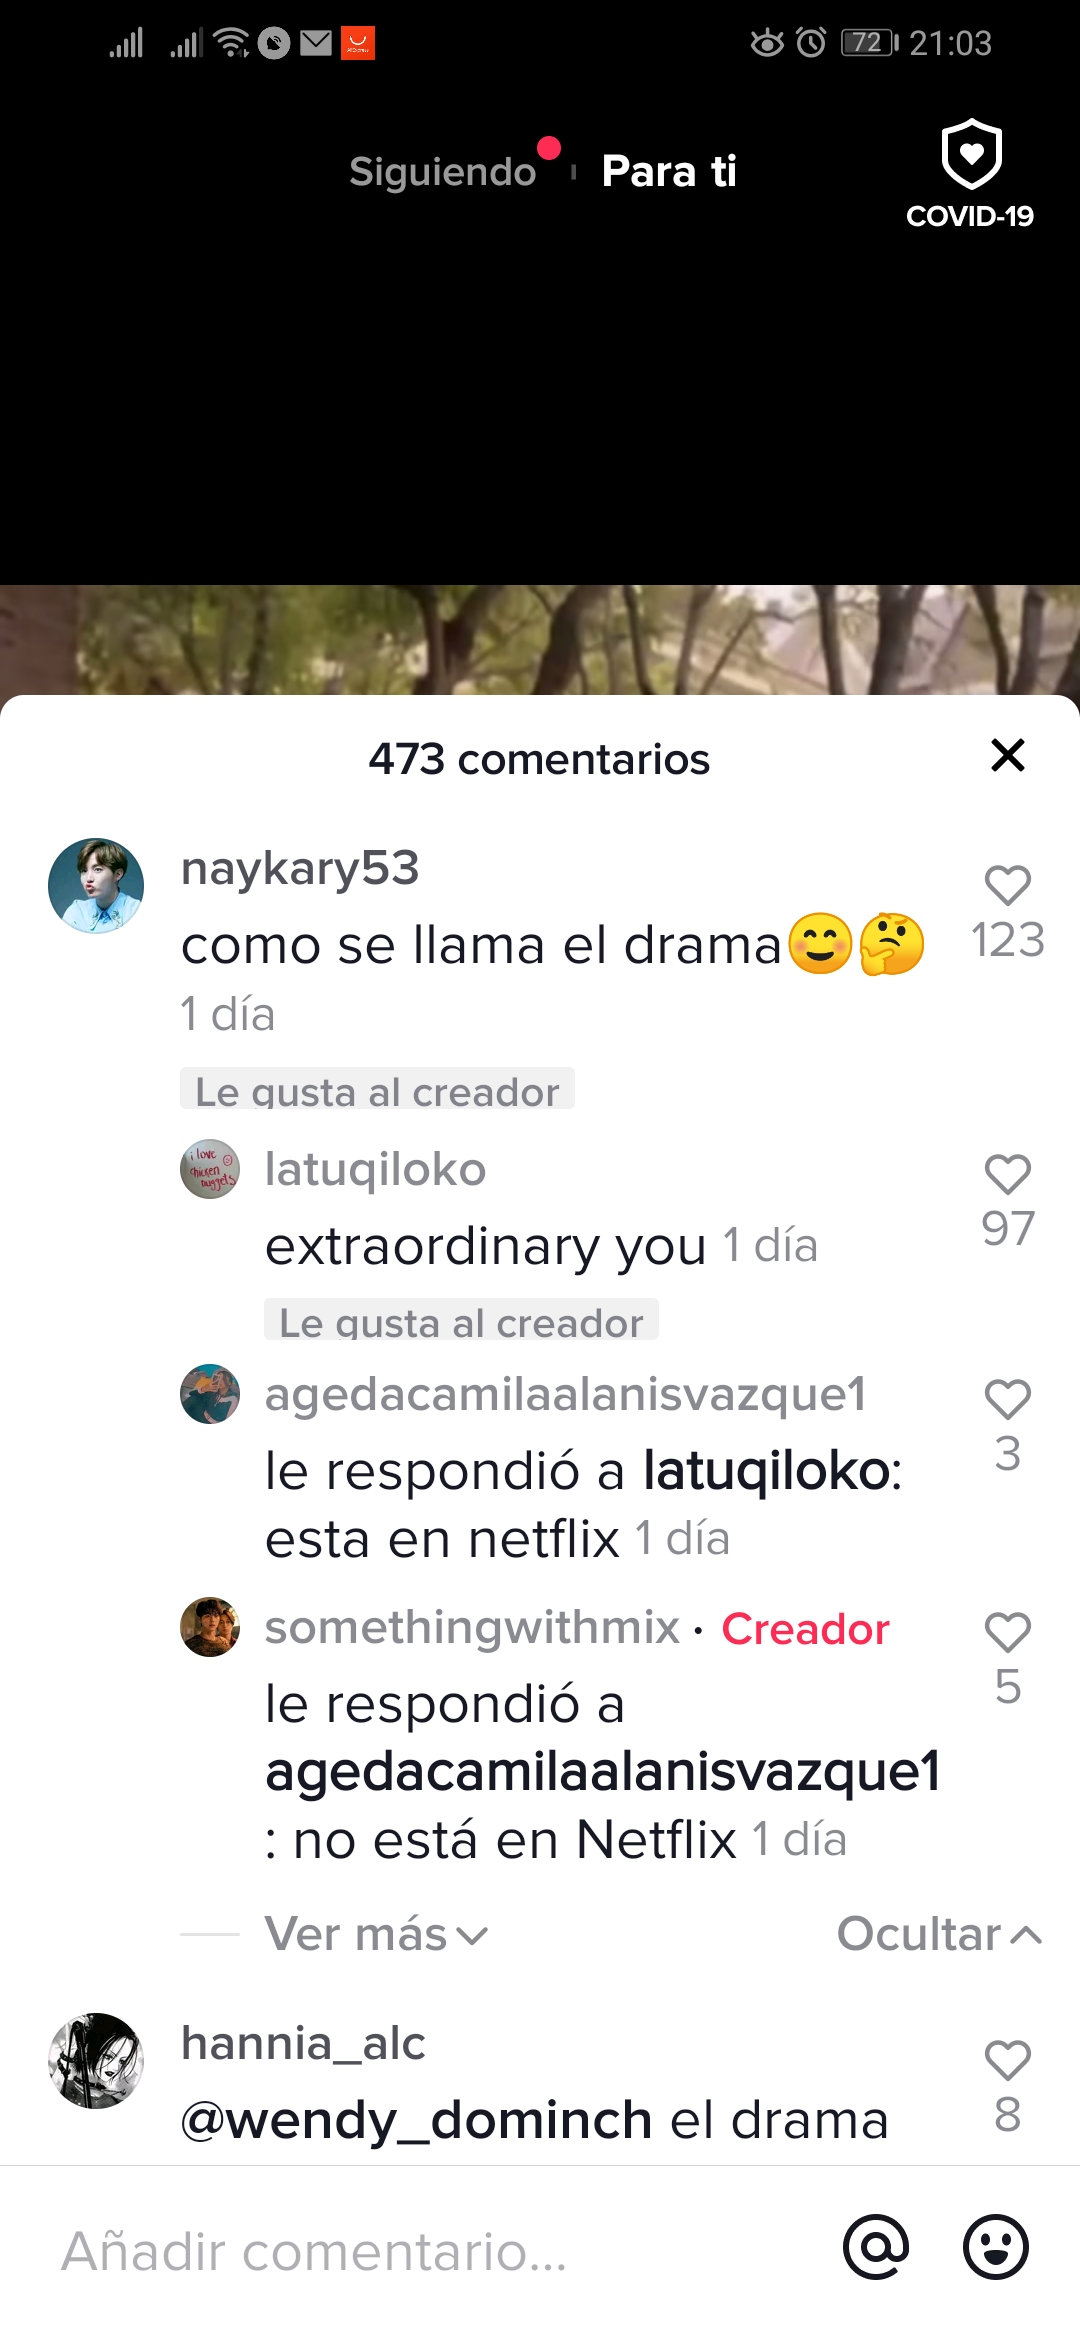 72 21:03
Siguiendo Para ti
COVID-19
473 comentarios
naykary53
como se llama el drama😊🤔
123
1 día
Le gusta al creador
i love
chicken
nuggets
latuqiloko
97
extraordinary you 1 día
Le gusta al creador
agedacamilaalanisvazque1
3
le respondió a latuqiloko:
esta en netflix 1 día
somethingwithmix · Creador
5
le respondió a
agedacamilaalanisvazque1
: no está en Netflix 1 día
Ver más Ocultar
hannia_alc
@wendy_dominch el drama
8
Añadir comentario...